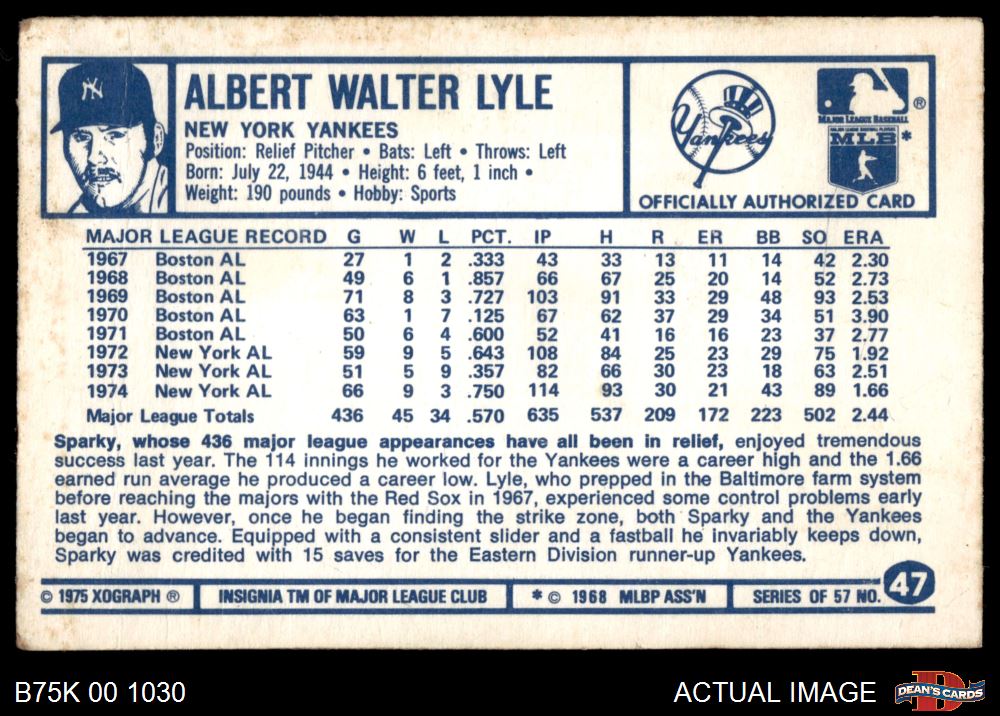 ALBERT WALTER LYLE
NEW YORK YANKEES
Position: Relief Pitcher • Bats: Left • Throws: Left
Born: July 22, 1944 • Height: 6 feet, 1 inch •
Weight: 190 pounds • Hobby: Sports
NY
Yankees
MAJOR LEAGUE BASEBALL ®
MAJOR LEAGUE BASEBALL PLAYERS
MLB *
OFFICIALLY AUTHORIZED CARD
MAJOR LEAGUE RECORD G W L PCT. IP H R ER BB SO ERA
1967 Boston AL 27 1 2 .333 43 33 13 11 14 42 2.30
1968 Boston AL 49 6 1 .857 66 67 25 20 14 52 2.73
1969 Boston AL 71 8 3 .727 103 91 33 29 48 93 2.53
1970 Boston AL 63 1 7 .125 67 62 37 29 34 51 3.90
1971 Boston AL 50 6 4 .600 52 41 16 16 23 37 2.77
1972 New York AL 59 9 5 .643 108 84 25 23 29 75 1.92
1973 New York AL 51 5 9 .357 82 66 30 23 18 63 2.51
1974 New York AL 66 9 3 .750 114 93 30 21 43 89 1.66
Major League Totals 436 45 34 .570 635 537 209 172 223 502 2.44
Sparky, whose 436 major league appearances have all been in relief, enjoyed tremendous
success last year. The 114 innings he worked for the Yankees were a career high and the 1.66
earned run average he produced a career low. Lyle, who prepped in the Baltimore farm system
before reaching the majors with the Red Sox in 1967, experienced some control problems early
last year. However, once he began finding the strike zone, both Sparky and the Yankees
began to advance. Equipped with a consistent slider and a fastball he invariably keeps down,
Sparky was credited with 15 saves for the Eastern Division runner-up Yankees.
© 1975 XOGRAPH ® INSIGNIA TM OF MAJOR LEAGUE CLUB * © 1968 MLBP ASS'N SERIES OF 57 NO. 47
B75K 00 1030
ACTUAL IMAGE
D
DEAN'S CARDS